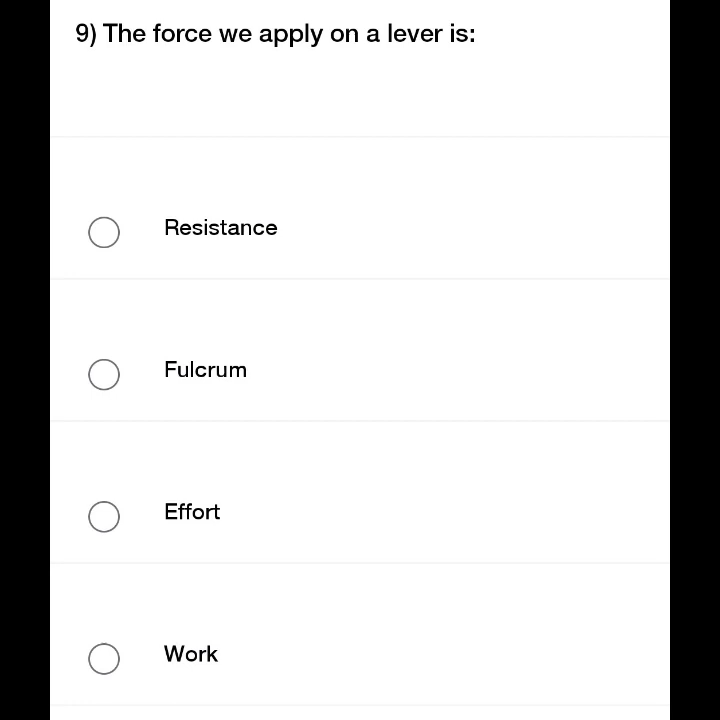 9) The force we apply on a lever is:
Resistance
Fulcrum
Effort
Work